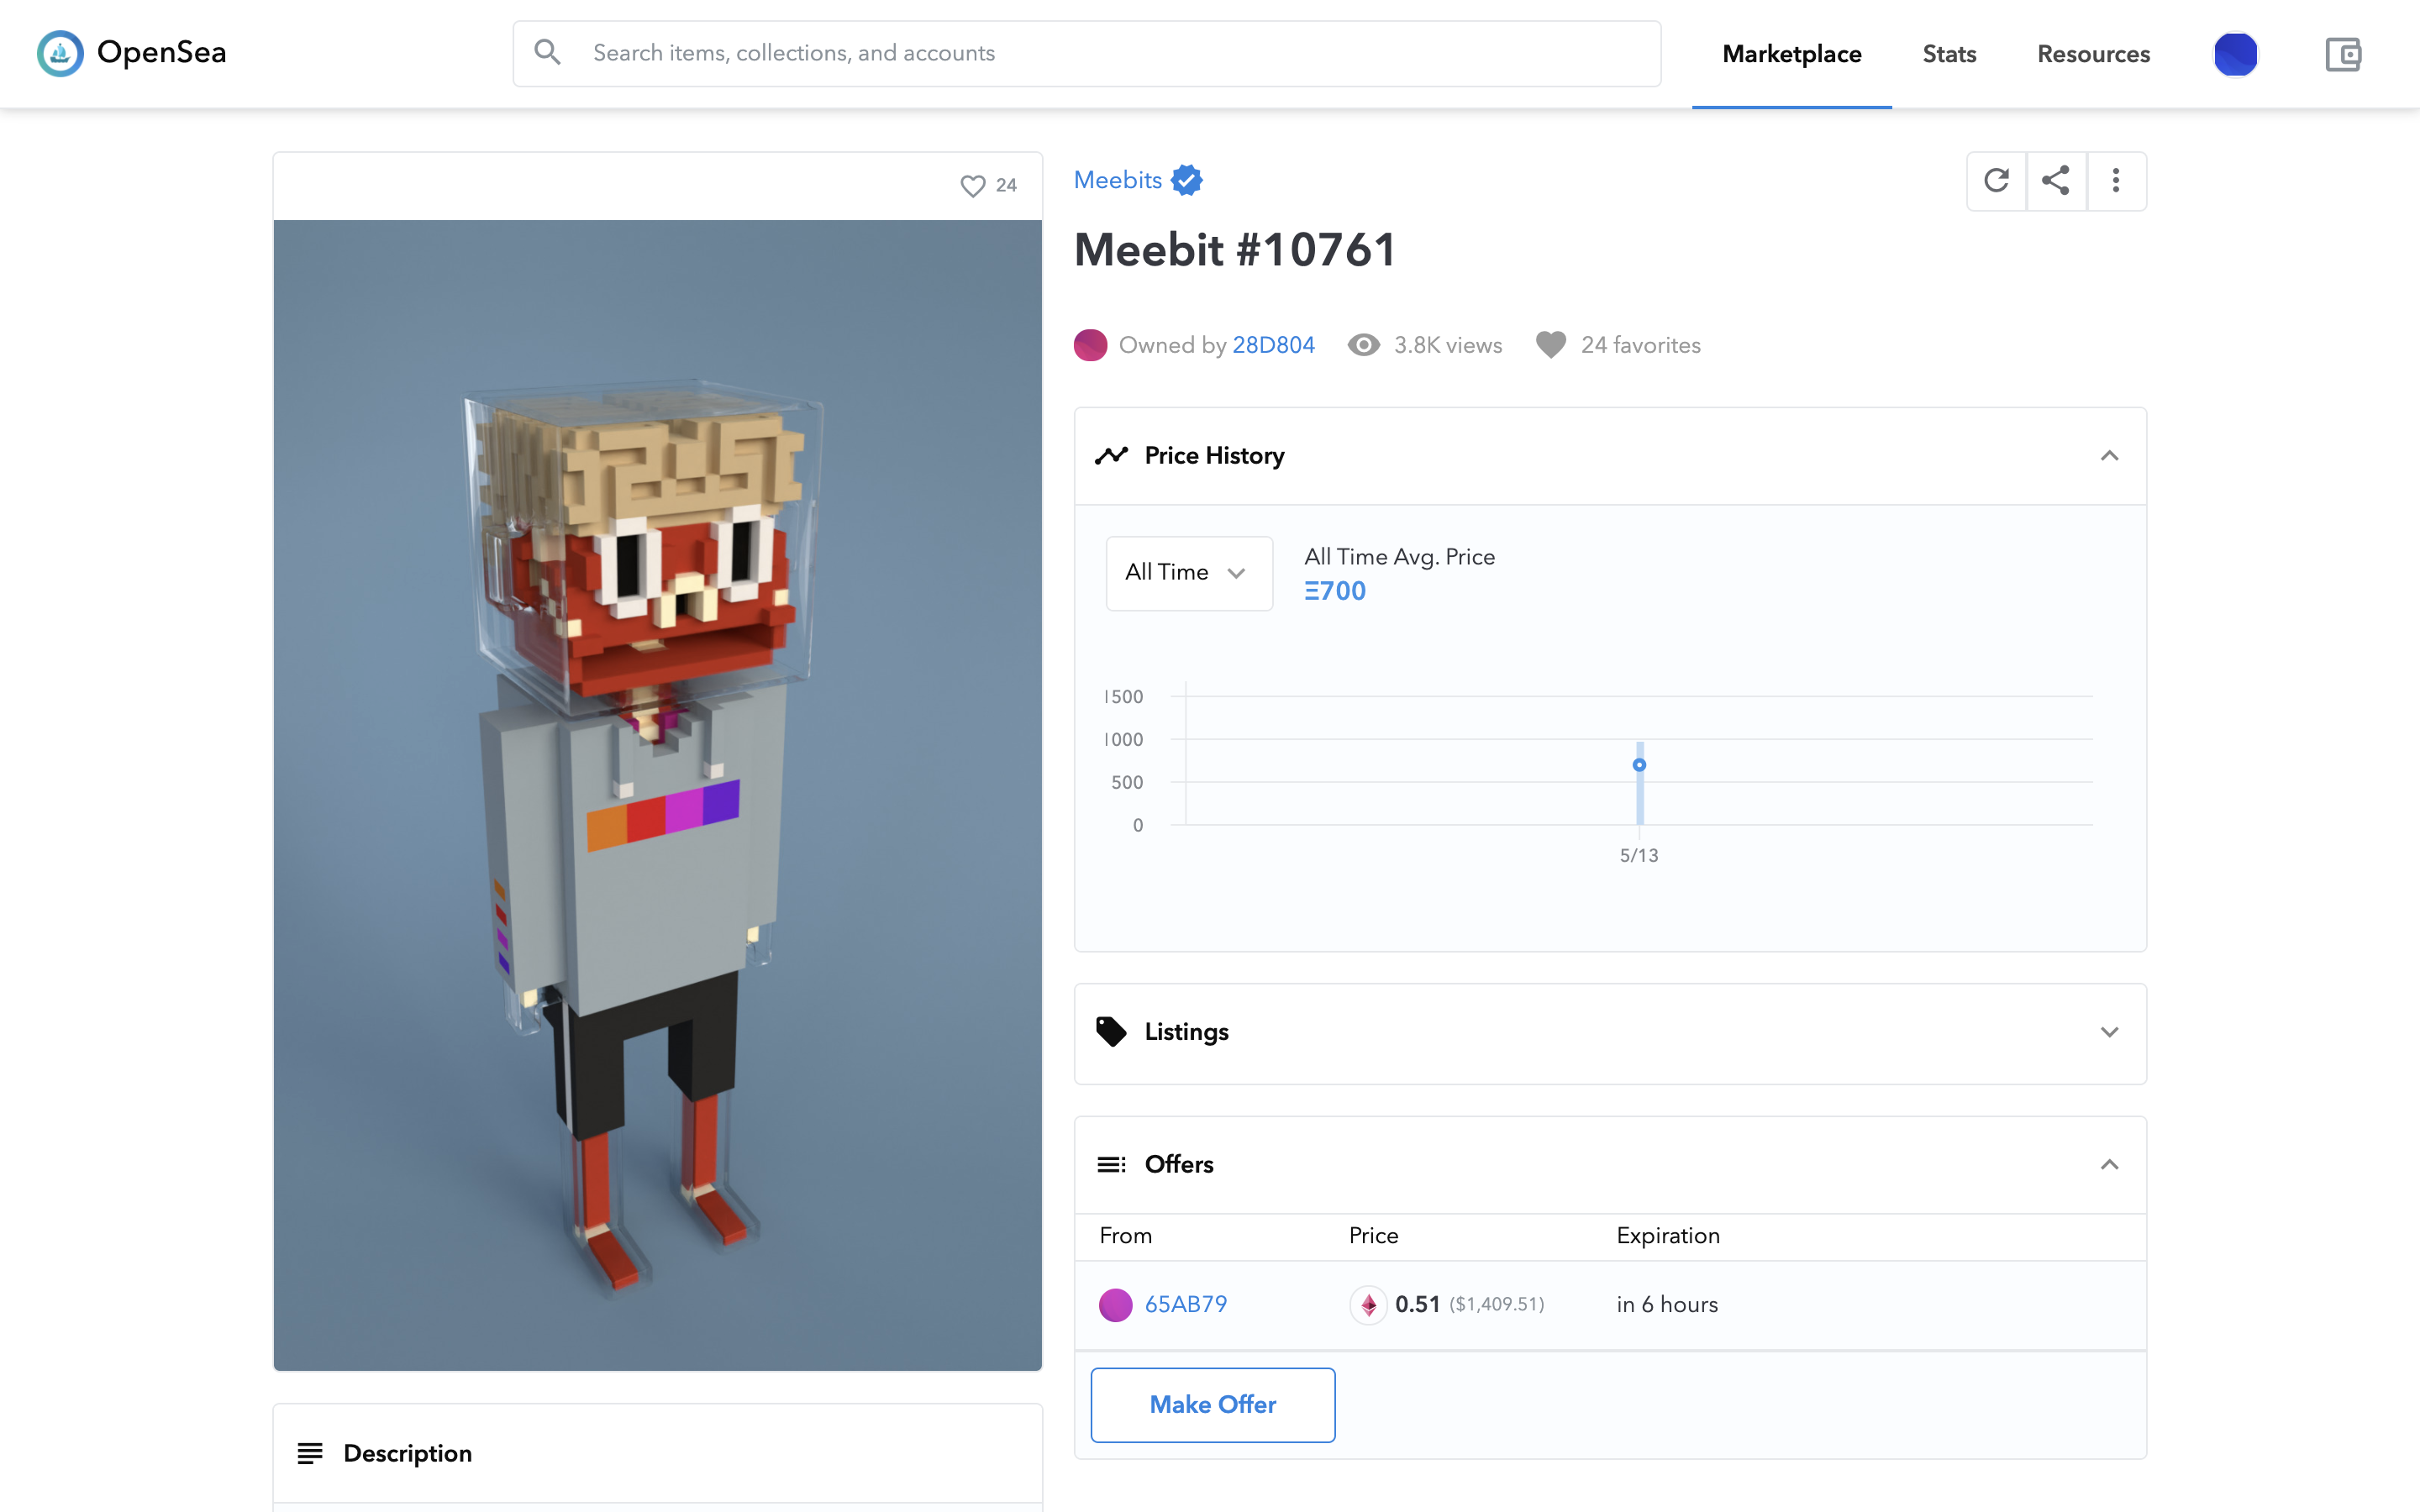 OpenSea
Search items, collections, and accounts
Marketplace
Stats
Resources
24
Meebits
Meebit #10761
Owned by 28D804
3.8K views
24 favorites
Price History
All Time
All Time Avg. Price
Ξ700
1500
1000
500
0
5/13
Listings
Offers
From
Price
Expiration
65AB79
0.51 ($1,409.51)
in 6 hours
Make Offer
Description